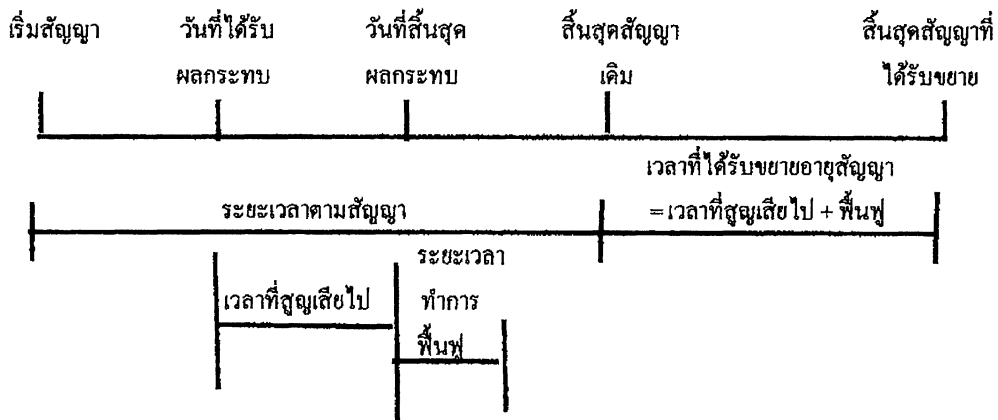 เริ่มสัญญา วันที่ได้รับ วันที่สิ้นสุด สิ้นสุดสัญญา สิ้นสุดสัญญาที่
ผลกระทบ ผลกระทบ เดิม ได้รับขยาย
เวลาที่ได้รับขยายอายุสัญญา
ระยะเวลาตามสัญญา =เวลาที่สูญเสียไป + ฟื้นฟู
ระยะเวลา
เวลาที่สูญเสียไป ทำการ
ฟื้นฟู